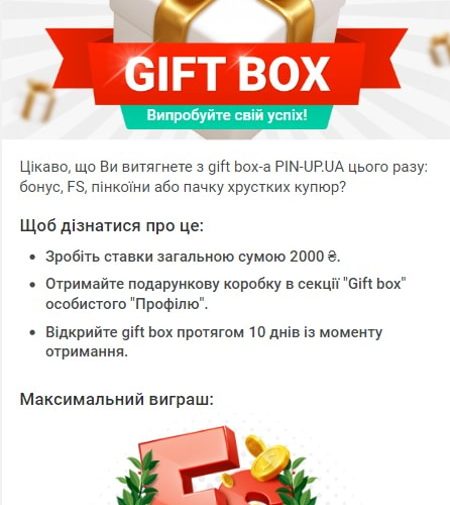 GIFT BOX
Випробуйте свій успіх!
Цікаво, що Ви витягнете з gift box-а PIN-UP.UA цього разу:
бонус, FS, пінкоїни або пачку хрустких купюр?
Щоб дізнатися про це:
• Зробіть ставки загальною сумою 2000 ₴.
• Отримайте подарункову коробку в секції "Gift box"
особистого "Профілю".
• Відкрийте gift box протягом 10 днів із моменту
отримання.
Максимальний виграш: